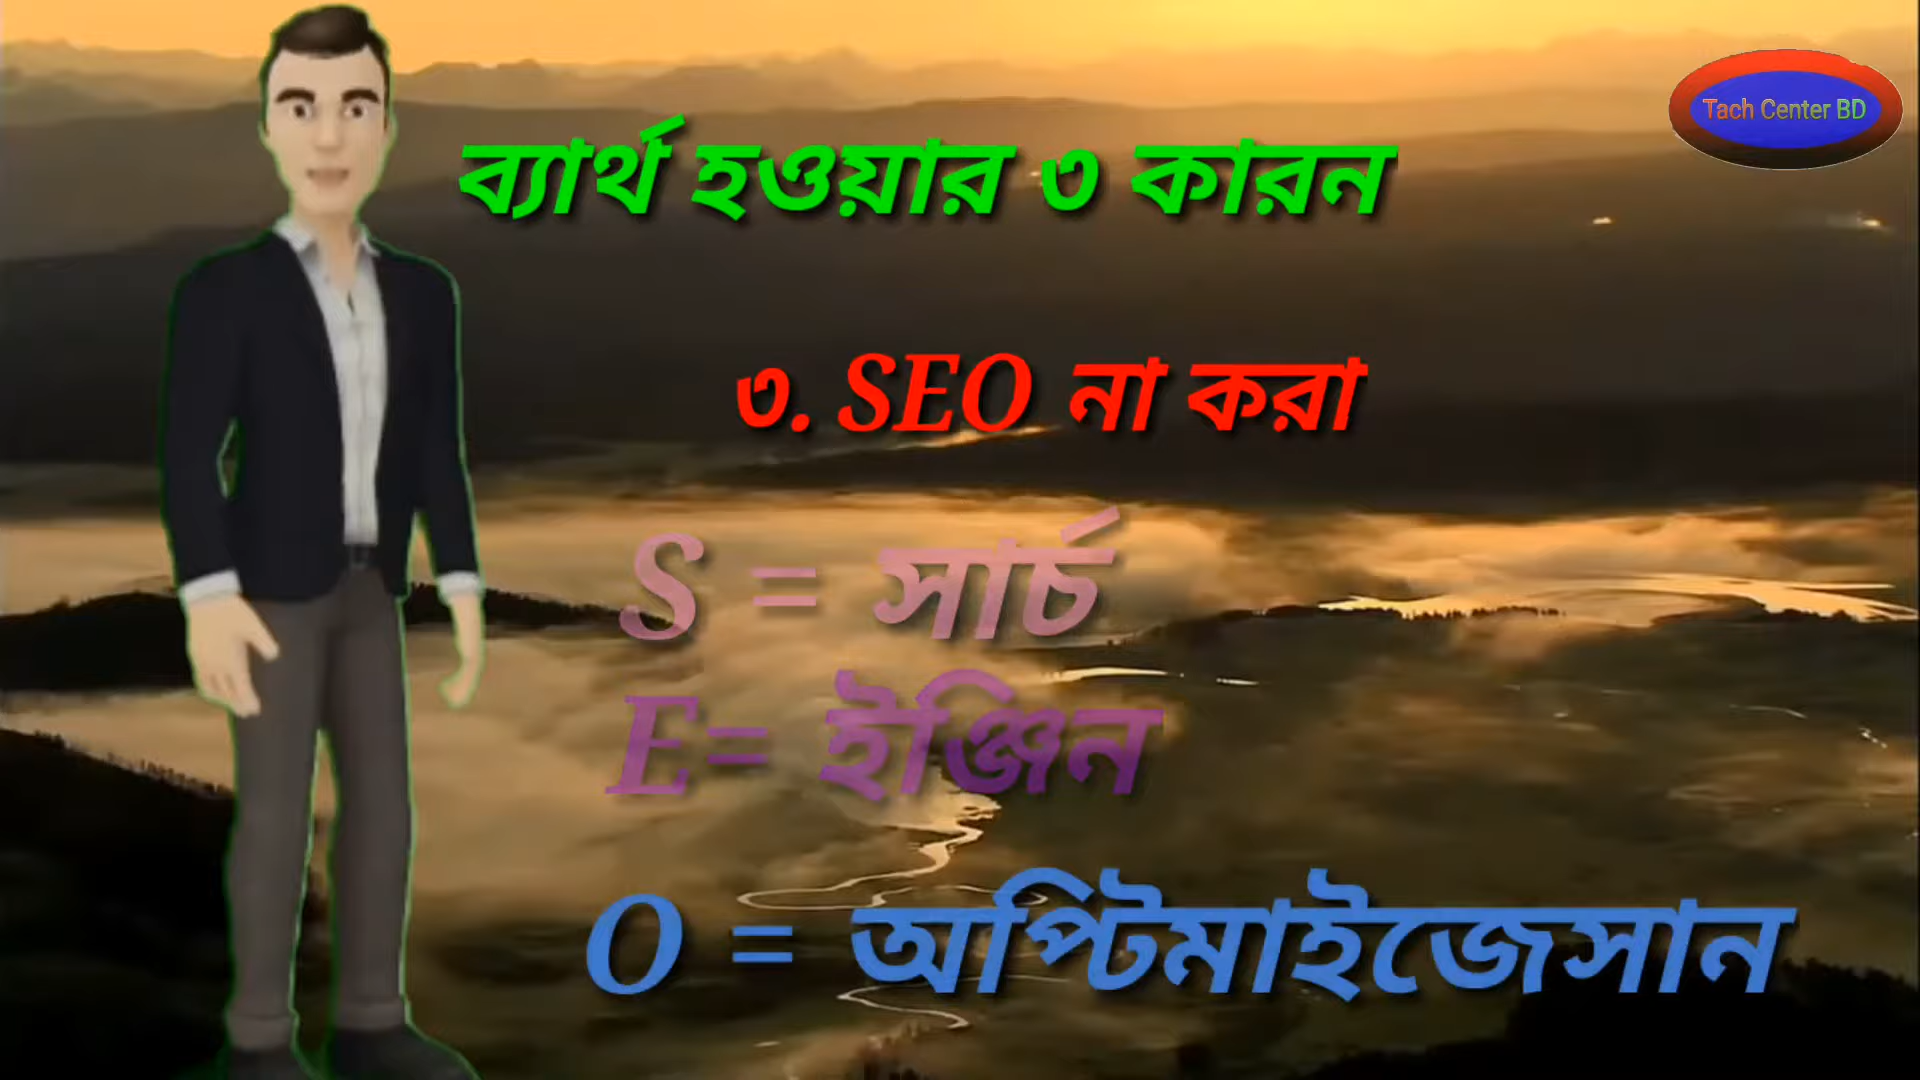 Tach Center BD
ব্যার্থ হওয়ার ৩ কারন
৩. SEO না করা
S = সার্চ
E= ইঞ্জিন
O = অপ্টিমাইজেসান